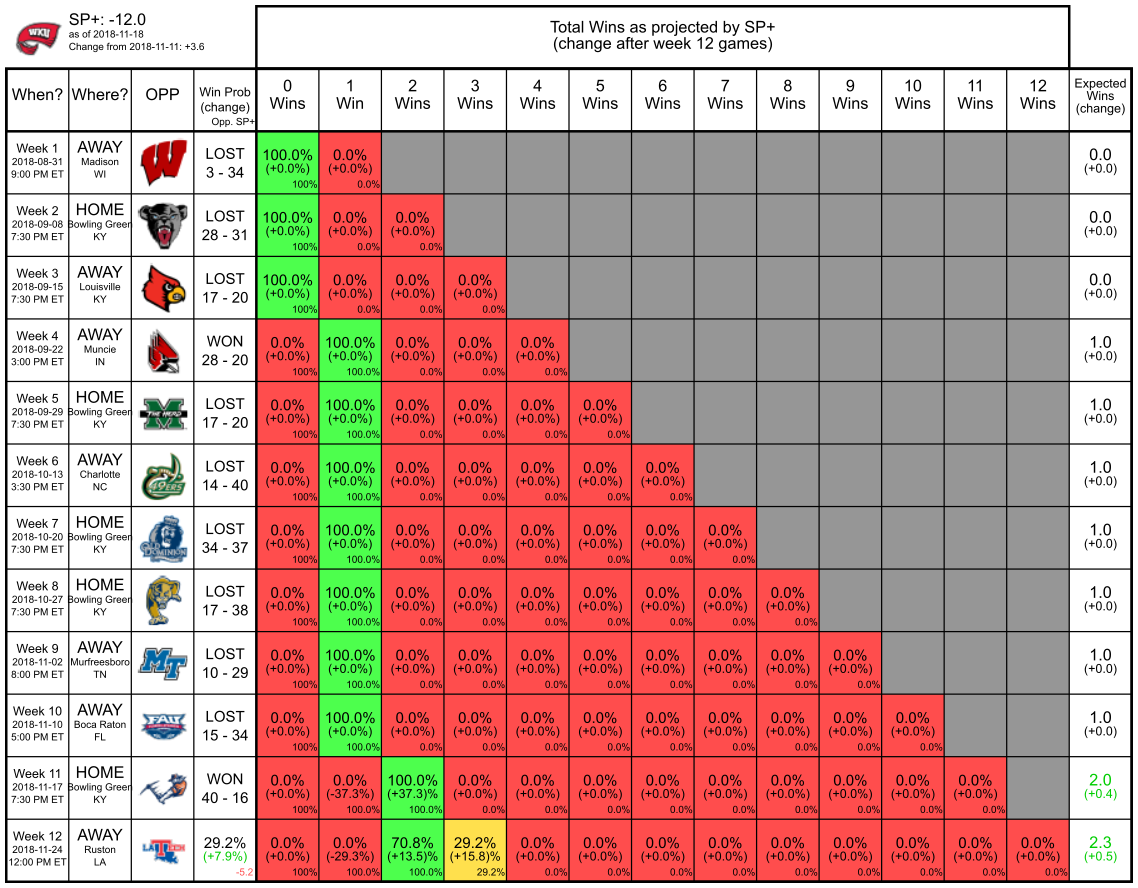 WKU
SP+: -12.0
as of 2018-11-18
Change from 2018-11-11: +3.6
Total Wins as projected by SP+
(change after week 12 games)
When? Where? OPP Win Prob (change) Opp. SP+ 0 Wins 1 Win 2 Wins 3 Wins 4 Wins 5 Wins 6 Wins 7 Wins 8 Wins 9 Wins 10 Wins 11 Wins 12 Wins Expected Wins (change)
Week 1 AWAY LOST 100.0% 0.0% 0.0
2018-08-31 Madison W (+0.0%) (+0.0%) (+0.0)
9:00 PM ET WI 3 - 34 100% 0.0%
Week 2 HOME LOST 100.0% 0.0% 0.0% 0.0
2018-09-08 Bowling Green (+0.0%) (+0.0%) (+0.0%) (+0.0)
7:30 PM ET KY 28 - 31 100% 0.0% 0.0%
Week 3 AWAY LOST 100.0% 0.0% 0.0% 0.0% 0.0
2018-09-15 Louisville (+0.0%) (+0.0%) (+0.0%) (+0.0%) (+0.0)
7:30 PM ET KY 17 - 20 100% 0.0% 0.0% 0.0%
Week 4 AWAY WON 0.0% 100.0% 0.0% 0.0% 0.0% 1.0
2018-09-22 Muncie (+0.0%) (+0.0%) (+0.0%) (+0.0%) (+0.0%) (+0.0)
3:00 PM ET IN 28 - 20 100% 100.0% 0.0% 0.0% 0.0%
Week 5 HOME LOST 0.0% 100.0% 0.0% 0.0% 0.0% 0.0% 1.0
2018-09-29 Bowling Green M THE HERD (+0.0%) (+0.0%) (+0.0%) (+0.0%) (+0.0%) (+0.0%) (+0.0)
7:30 PM ET KY 17 - 20 100% 100.0% 0.0% 0.0% 0.0% 0.0%
Week 6 AWAY LOST 0.0% 100.0% 0.0% 0.0% 0.0% 0.0% 0.0% 1.0
2018-10-13 Charlotte 49ERS (+0.0%) (+0.0%) (+0.0%) (+0.0%) (+0.0%) (+0.0%) (+0.0%) (+0.0)
3:30 PM ET NC 14 - 40 100% 100.0% 0.0% 0.0% 0.0% 0.0% 0.0%
Week 7 HOME LOST 0.0% 100.0% 0.0% 0.0% 0.0% 0.0% 0.0% 0.0% 1.0
2018-10-20 Bowling Green OLD DOMINION (+0.0%) (+0.0%) (+0.0%) (+0.0%) (+0.0%) (+0.0%) (+0.0%) (+0.0%) (+0.0)
7:30 PM ET KY 34 - 37 100% 100.0% 0.0% 0.0% 0.0% 0.0% 0.0% 0.0%
Week 8 HOME LOST 0.0% 100.0% 0.0% 0.0% 0.0% 0.0% 0.0% 0.0% 0.0% 1.0
2018-10-27 Bowling Green (+0.0%) (+0.0%) (+0.0%) (+0.0%) (+0.0%) (+0.0%) (+0.0%) (+0.0%) (+0.0%) (+0.0)
7:30 PM ET KY 17 - 38 100% 100.0% 0.0% 0.0% 0.0% 0.0% 0.0% 0.0% 0.0%
Week 9 AWAY LOST 0.0% 100.0% 0.0% 0.0% 0.0% 0.0% 0.0% 0.0% 0.0% 0.0% 1.0
2018-11-02 Murfreesboro MT (+0.0%) (+0.0%) (+0.0%) (+0.0%) (+0.0%) (+0.0%) (+0.0%) (+0.0%) (+0.0%) (+0.0%) (+0.0)
8:00 PM ET TN 10 - 29 100% 100.0% 0.0% 0.0% 0.0% 0.0% 0.0% 0.0% 0.0% 0.0%
Week 10 AWAY LOST 0.0% 100.0% 0.0% 0.0% 0.0% 0.0% 0.0% 0.0% 0.0% 0.0% 0.0% 1.0
2018-11-10 Boca Raton FAU (+0.0%) (+0.0%) (+0.0%) (+0.0%) (+0.0%) (+0.0%) (+0.0%) (+0.0%) (+0.0%) (+0.0%) (+0.0%) (+0.0)
5:00 PM ET FL 15 - 34 100% 100.0% 0.0% 0.0% 0.0% 0.0% 0.0% 0.0% 0.0% 0.0% 0.0%
Week 11 HOME WON 0.0% 0.0% 100.0% 0.0% 0.0% 0.0% 0.0% 0.0% 0.0% 0.0% 0.0% 0.0% 2.0
2018-11-17 Bowling Green (+0.0%) (-37.3%) (+37.3)% (+0.0%) (+0.0%) (+0.0%) (+0.0%) (+0.0%) (+0.0%) (+0.0%) (+0.0%) (+0.0%) (+0.4)
7:30 PM ET KY 40 - 16 100% 100.0% 100.0% 0.0% 0.0% 0.0% 0.0% 0.0% 0.0% 0.0% 0.0% 0.0%
Week 12 AWAY 29.2% 0.0% 0.0% 70.8% 29.2% 0.0% 0.0% 0.0% 0.0% 0.0% 0.0% 0.0% 0.0% 0.0% 2.3
2018-11-24 Ruston LA TECH (+7.9%) (+0.0%) (-29.3%) (+13.5)% (+15.8)% (+0.0%) (+0.0%) (+0.0%) (+0.0%) (+0.0%) (+0.0%) (+0.0%) (+0.0%) (+0.0%) (+0.5)
12:00 PM ET LA -5.2 100% 100.0% 100.0% 29.2% 0.0% 0.0% 0.0% 0.0% 0.0% 0.0% 0.0% 0.0% 0.0%